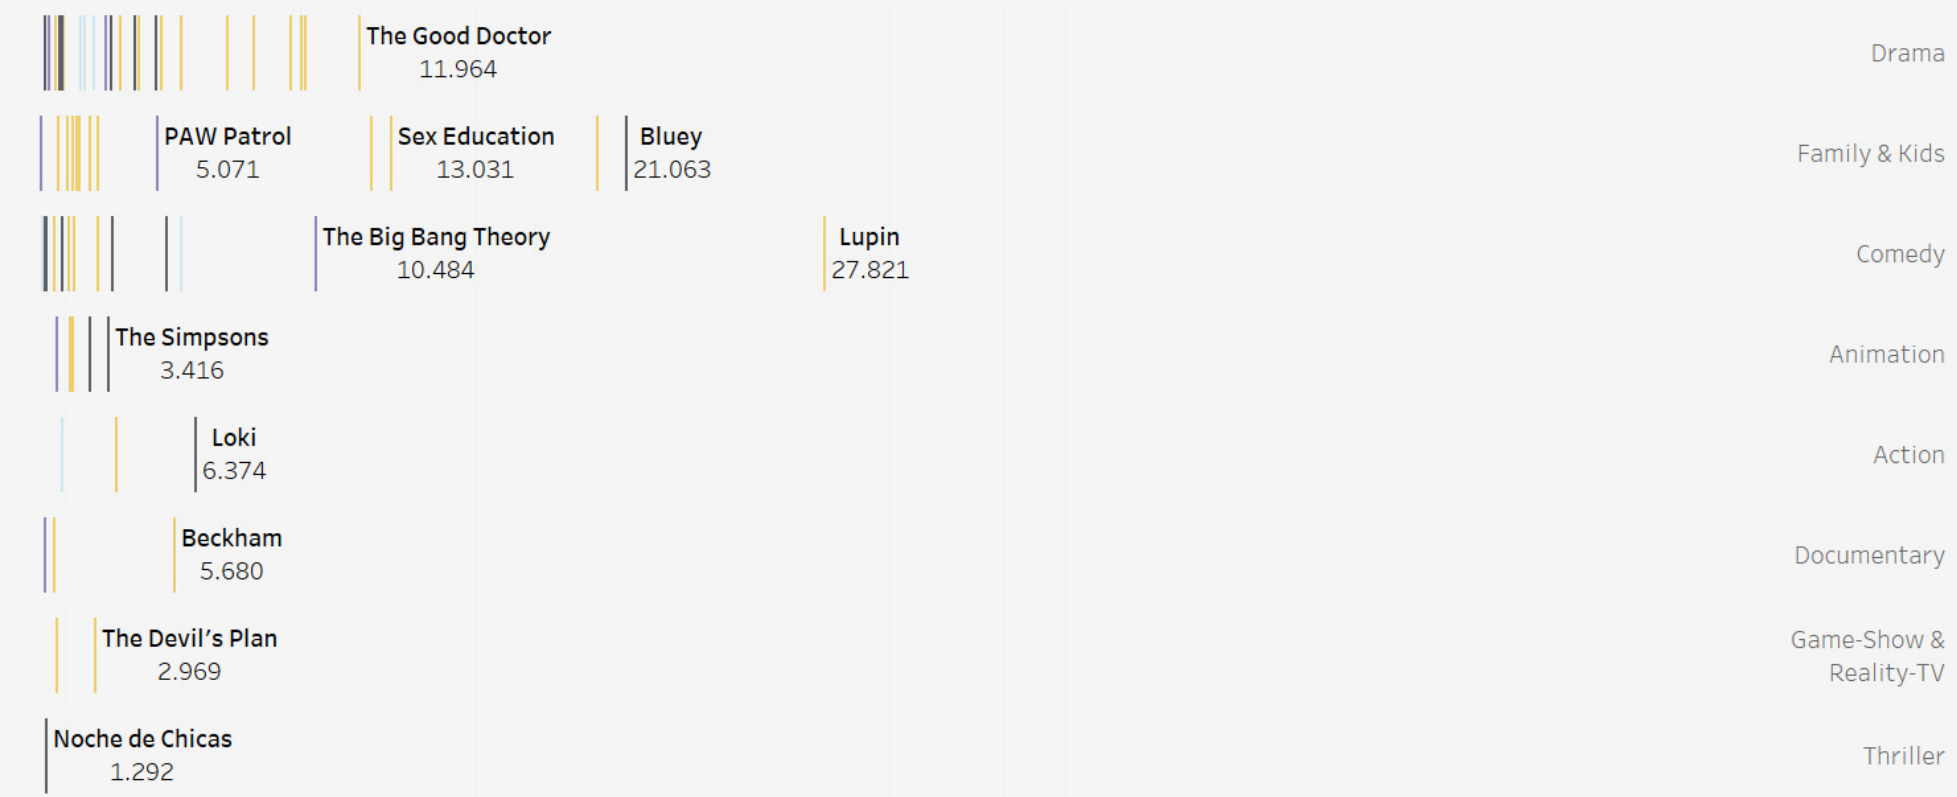 The Good Doctor
11.964
Drama
PAW Patrol
5.071
Sex Education
13.031
Bluey
21.063
Family & Kids
The Big Bang Theory
10.484
Lupin
27.821
Comedy
The Simpsons
3.416
Animation
Loki
6.374
Action
Beckham
5.680
Documentary
The Devil’s Plan
2.969
Game-Show &
Reality-TV
Noche de Chicas
1.292
Thriller